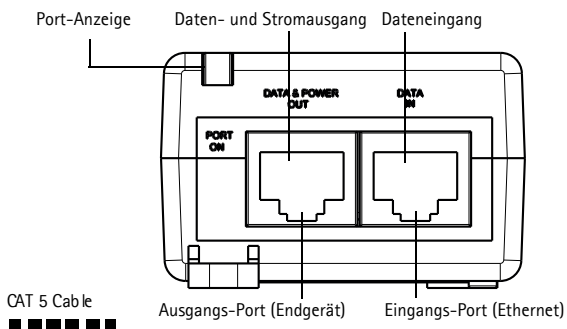 Port-Anzeige Daten- und Stromausgang Dateneingang
DATA & POWER
OUT
DATA
IN
PORT
ON
CAT 5 Cable
Ausgangs-Port (Endgerät) Eingangs-Port (Ethernet)